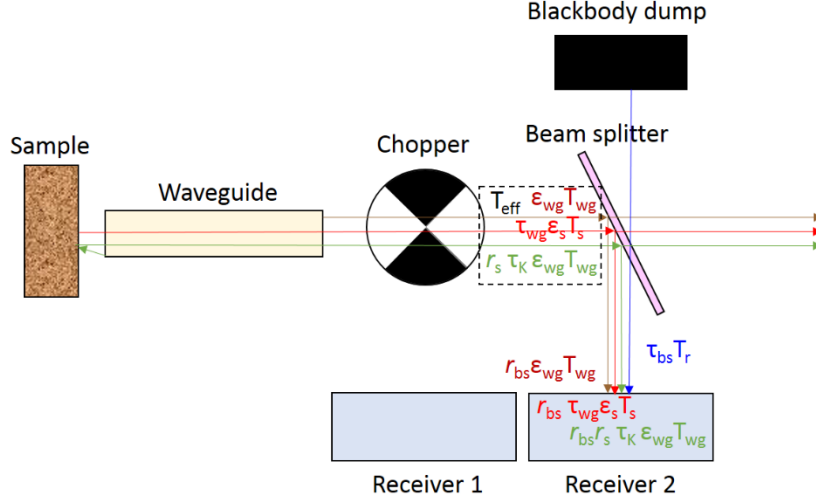 Blackbody dump
Beam splitter
Sample
Chopper
Waveguide
T_eff ε_wg T_wg
τ_wg ε_s T_s
r_s τ_K ε_wg T_wg
τ_bs T_r
r_bs ε_wg T_wg
r_bs τ_wg ε_s T_s
r_bs r_s τ_K ε_wg T_wg
Receiver 1
Receiver 2